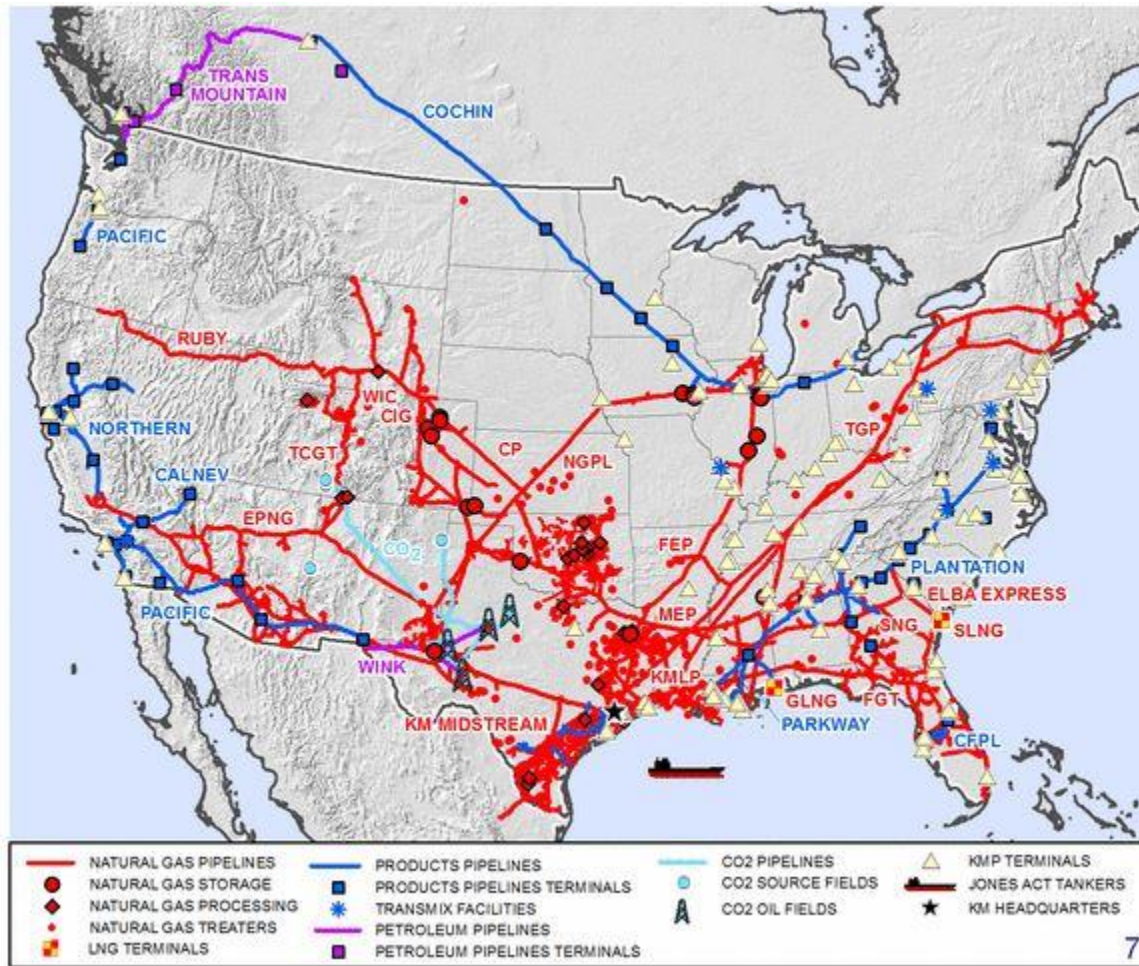 TRANS
MOUNTAIN
COCHIN
PACIFIC
RUBY
WIC
CIG
NORTHERN
TCGT
CP
NGPL
TGP
CALNEV
EPNG
CO2
FEP
PLANTATION
PACIFIC
MEP
ELBA EXPRESS
SNG
SLNG
WINK
KMLP
GLNG
FGT
KM MIDSTREAM
PARKWAY
CFPL
NATURAL GAS PIPELINES
NATURAL GAS STORAGE
NATURAL GAS PROCESSING
NATURAL GAS TREATERS
LNG TERMINALS
PRODUCTS PIPELINES
PRODUCTS PIPELINES TERMINALS
TRANSMIX FACILITIES
PETROLEUM PIPELINES
PETROLEUM PIPELINES TERMINALS
CO2 PIPELINES
CO2 SOURCE FIELDS
CO2 OIL FIELDS
KMP TERMINALS
JONES ACT TANKERS
KM HEADQUARTERS
7